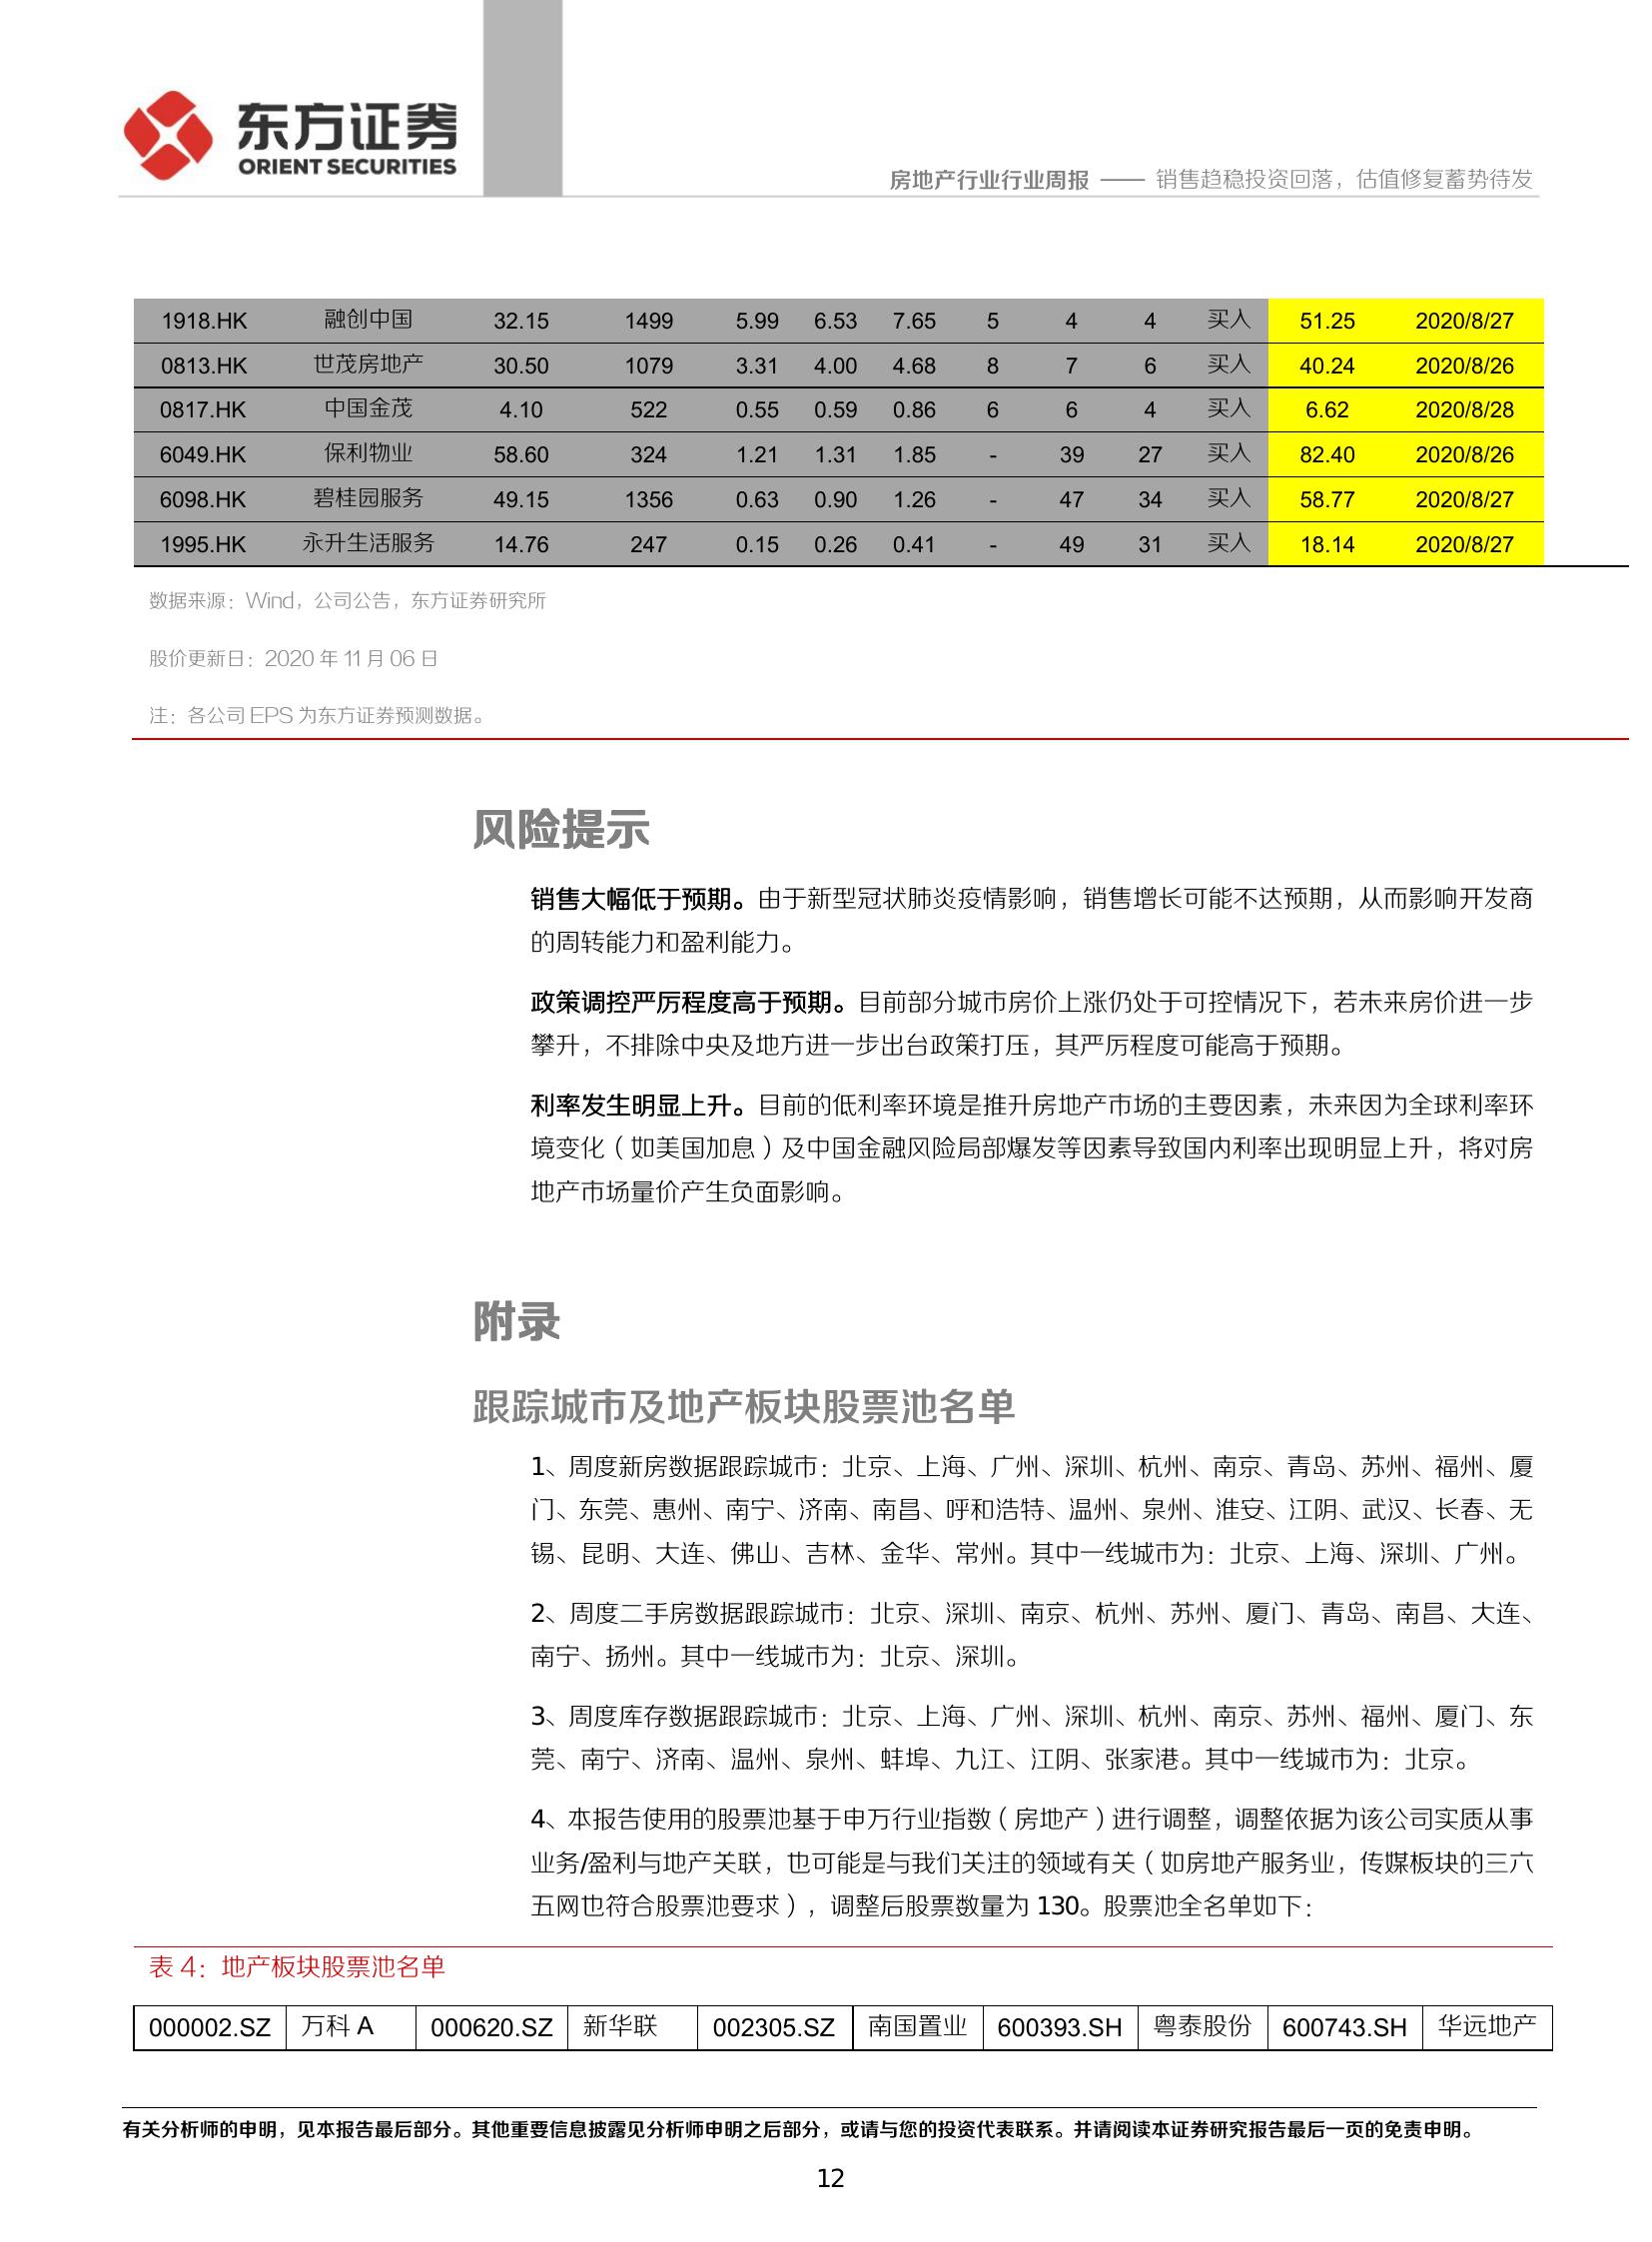 东方证券
ORIENT SECURITIES
房地产行业行业周报 —— 销售趋稳投资回落，估值修复蓄势待发
1918.HK 融创中国 32.15 1499 5.99 6.53 7.65 5 4 4 买入 51.25 2020/8/27
0813.HK 世茂房地产 30.50 1079 3.31 4.00 4.68 8 7 6 买入 40.24 2020/8/26
0817.HK 中国金茂 4.10 522 0.55 0.59 0.86 6 6 4 买入 6.62 2020/8/28
6049.HK 保利物业 58.60 324 1.21 1.31 1.85 - 39 27 买入 82.40 2020/8/26
6098.HK 碧桂园服务 49.15 1356 0.63 0.90 1.26 - 47 34 买入 58.77 2020/8/27
1995.HK 永升生活服务 14.76 247 0.15 0.26 0.41 - 49 31 买入 18.14 2020/8/27
数据来源：Wind，公司公告，东方证券研究所
股价更新日：2020 年 11 月 06 日
注：各公司 EPS 为东方证券预测数据。
风险提示
销售大幅低于预期。由于新型冠状肺炎疫情影响，销售增长可能不达预期，从而影响开发商
的周转能力和盈利能力。
政策调控严厉程度高于预期。目前部分城市房价上涨仍处于可控情况下，若未来房价进一步
攀升，不排除中央及地方进一步出台政策打压，其严厉程度可能高于预期。
利率发生明显上升。目前的低利率环境是推升房地产市场的主要因素，未来因为全球利率环
境变化（如美国加息）及中国金融风险局部爆发等因素导致国内利率出现明显上升，将对房
地产市场量价产生负面影响。
附录
跟踪城市及地产板块股票池名单
1、周度新房数据跟踪城市：北京、上海、广州、深圳、杭州、南京、青岛、苏州、福州、厦
门、东莞、惠州、南宁、济南、南昌、呼和浩特、温州、泉州、淮安、江阴、武汉、长春、无
锡、昆明、大连、佛山、吉林、金华、常州。其中一线城市为：北京、上海、深圳、广州。
2、周度二手房数据跟踪城市：北京、深圳、南京、杭州、苏州、厦门、青岛、南昌、大连、
南宁、扬州。其中一线城市为：北京、深圳。
3、周度库存数据跟踪城市：北京、上海、广州、深圳、杭州、南京、苏州、福州、厦门、东
莞、南宁、济南、温州、泉州、蚌埠、九江、江阴、张家港。其中一线城市为：北京。
4、本报告使用的股票池基于申万行业指数（房地产）进行调整，调整依据为该公司实质从事
业务/盈利与地产关联，也可能是与我们关注的领域有关（如房地产服务业，传媒板块的三六
五网也符合股票池要求），调整后股票数量为 130。股票池全名单如下：
表 4：地产板块股票池名单
000002.SZ 万科 A 000620.SZ 新华联 002305.SZ 南国置业 600393.SH 粤泰股份 600743.SH 华远地产
有关分析师的申明，见本报告最后部分。其他重要信息披露见分析师申明之后部分，或请与您的投资代表联系。并请阅读本证券研究报告最后一页的免责申明。
12